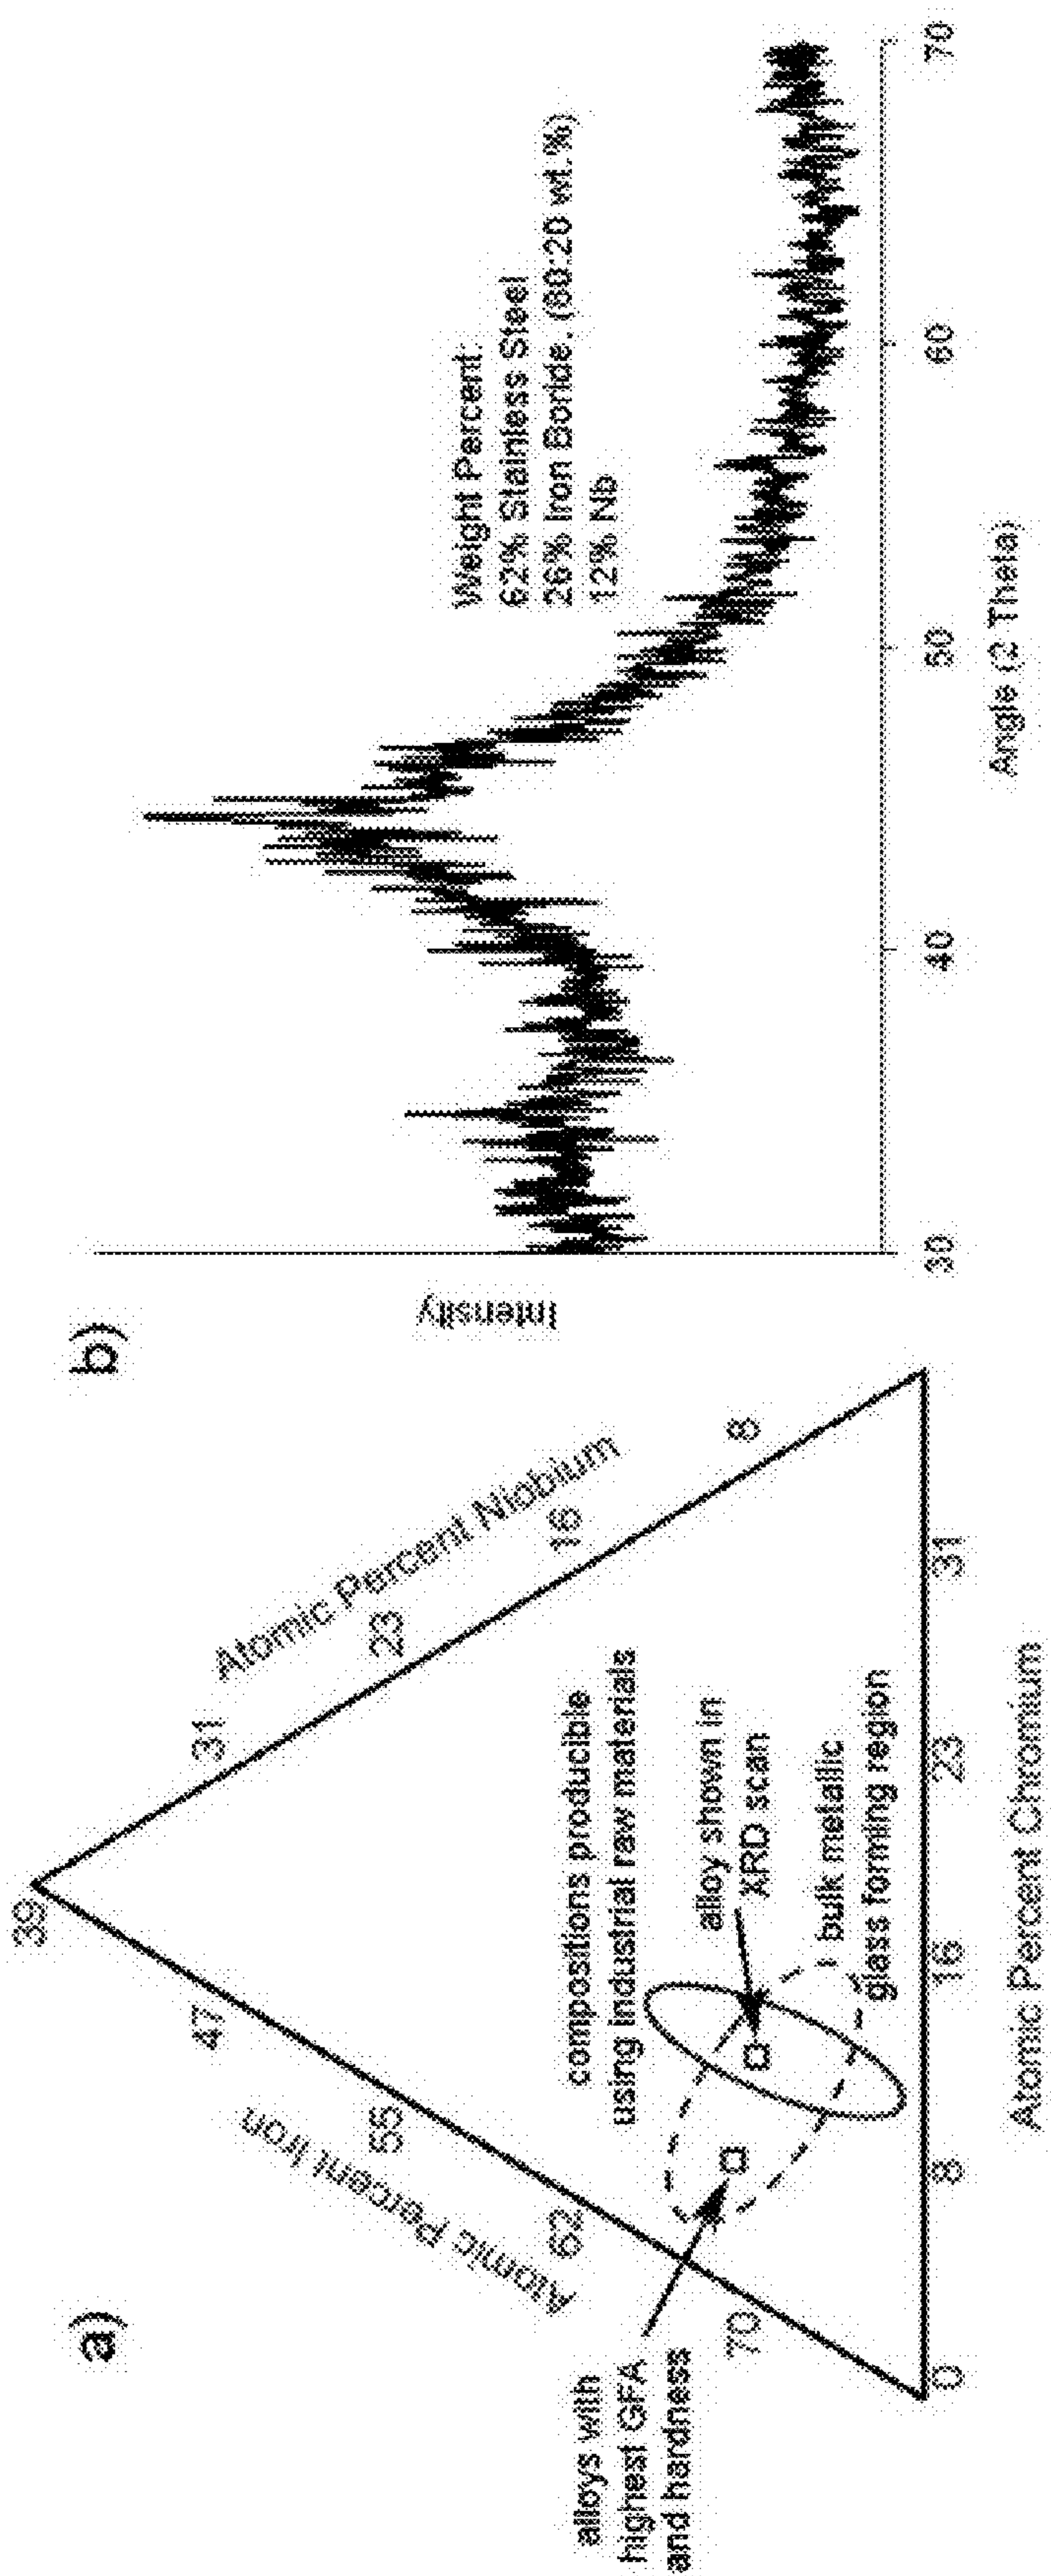 a)
39
47
55
62
70
Atomic Percent Iron
31
23
16
8
Atomic Percent Niobium
alloys with
highest GFA
and hardness
compositions producible
using industrial raw materials
alloy shown in
XRD scan
bulk metallic
glass forming region
0
8
16
23
31
Atomic Percent Chromium
b)
Intensity
Weight Percent:
62% Stainless Steel
26% Iron Boride, (80:20 wt.%)
12% Nb
30
40
50
60
70
Angle (2 Theta)